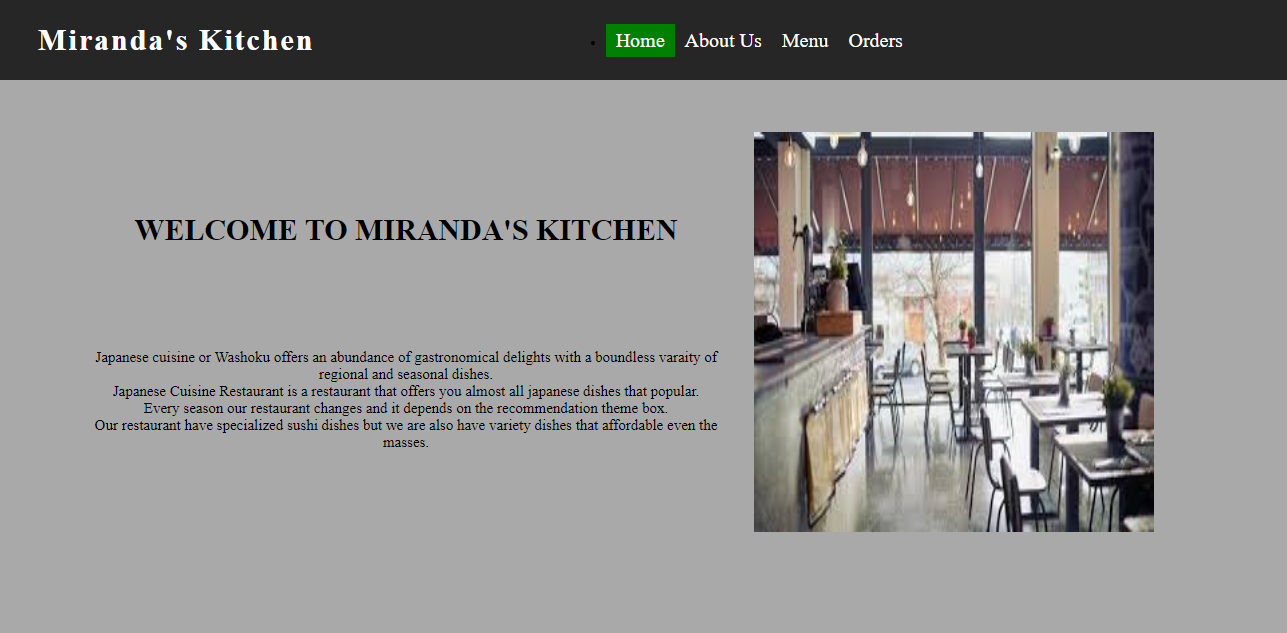 Miranda's Kitchen
Home About Us Menu Orders
WELCOME TO MIRANDA'S KITCHEN
Japanese cuisine or Washoku offers an abundance of gastronomical delights with a boundless varaity of
regional and seasonal dishes.
Japanese Cuisine Restaurant is a restaurant that offers you almost all japanese dishes that popular.
Every season our restaurant changes and it depends on the recommendation theme box.
Our restaurant have specialized sushi dishes but we are also have variety dishes that affordable even the
masses.